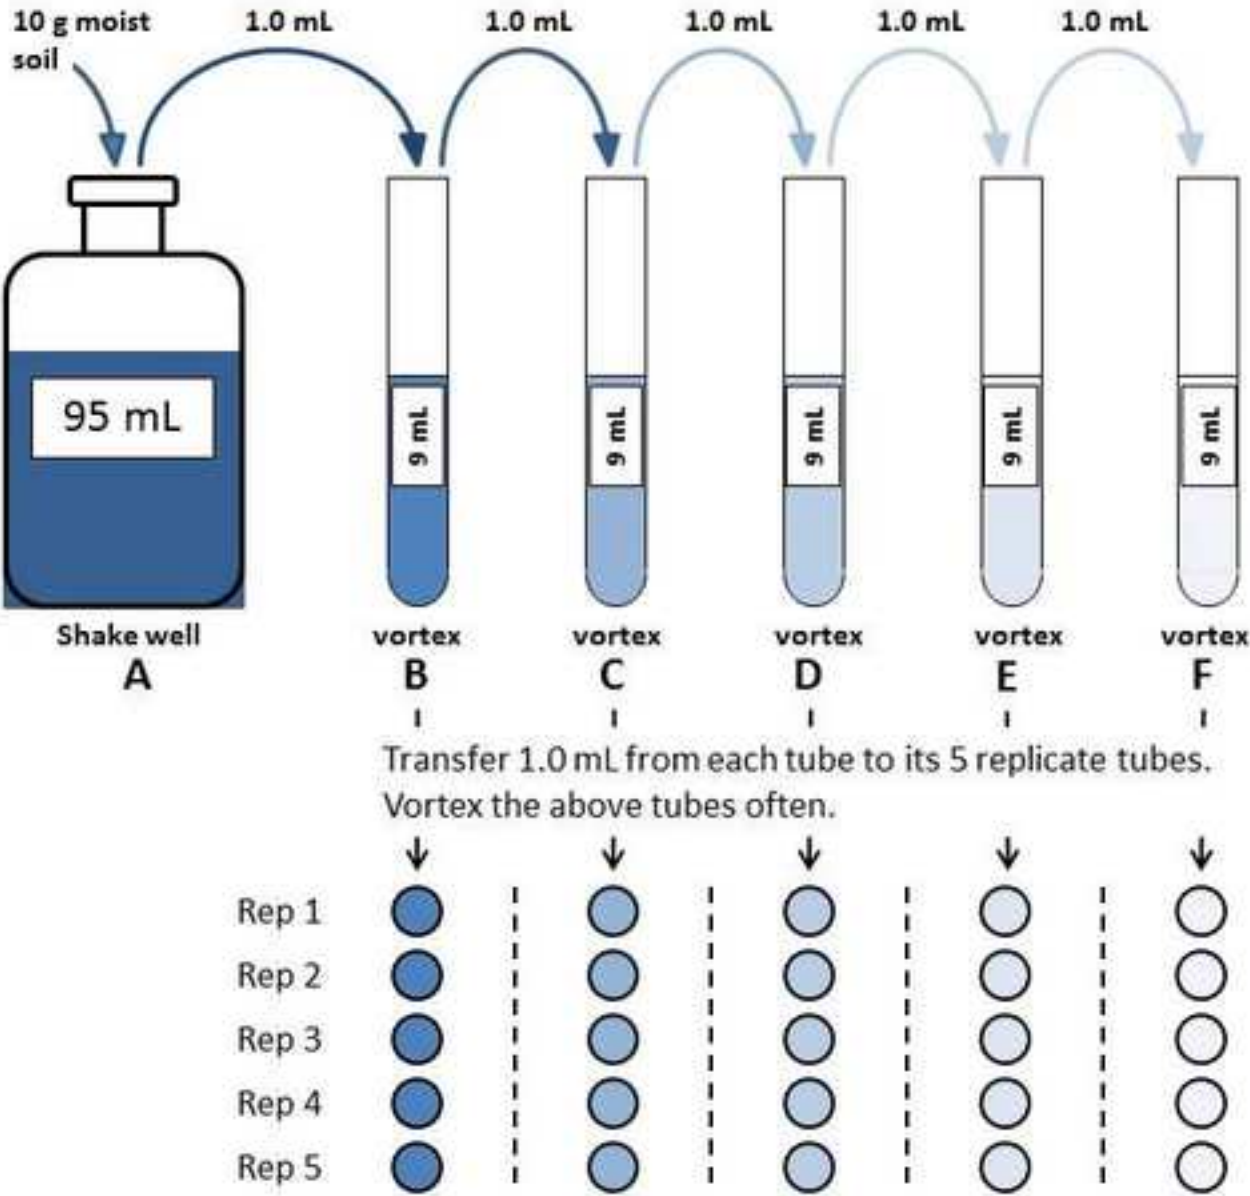 10 g moist
soil
1.0 mL
1.0 mL
1.0 mL
1.0 mL
1.0 mL
95 mL
9 mL
9 mL
9 mL
9 mL
9 mL
Shake well
vortex
vortex
vortex
vortex
vortex
A
B
C
D
E
F
Transfer 1.0 mL from each tube to its 5 replicate tubes.
Vortex the above tubes often.
Rep 1
Rep 2
Rep 3
Rep 4
Rep 5